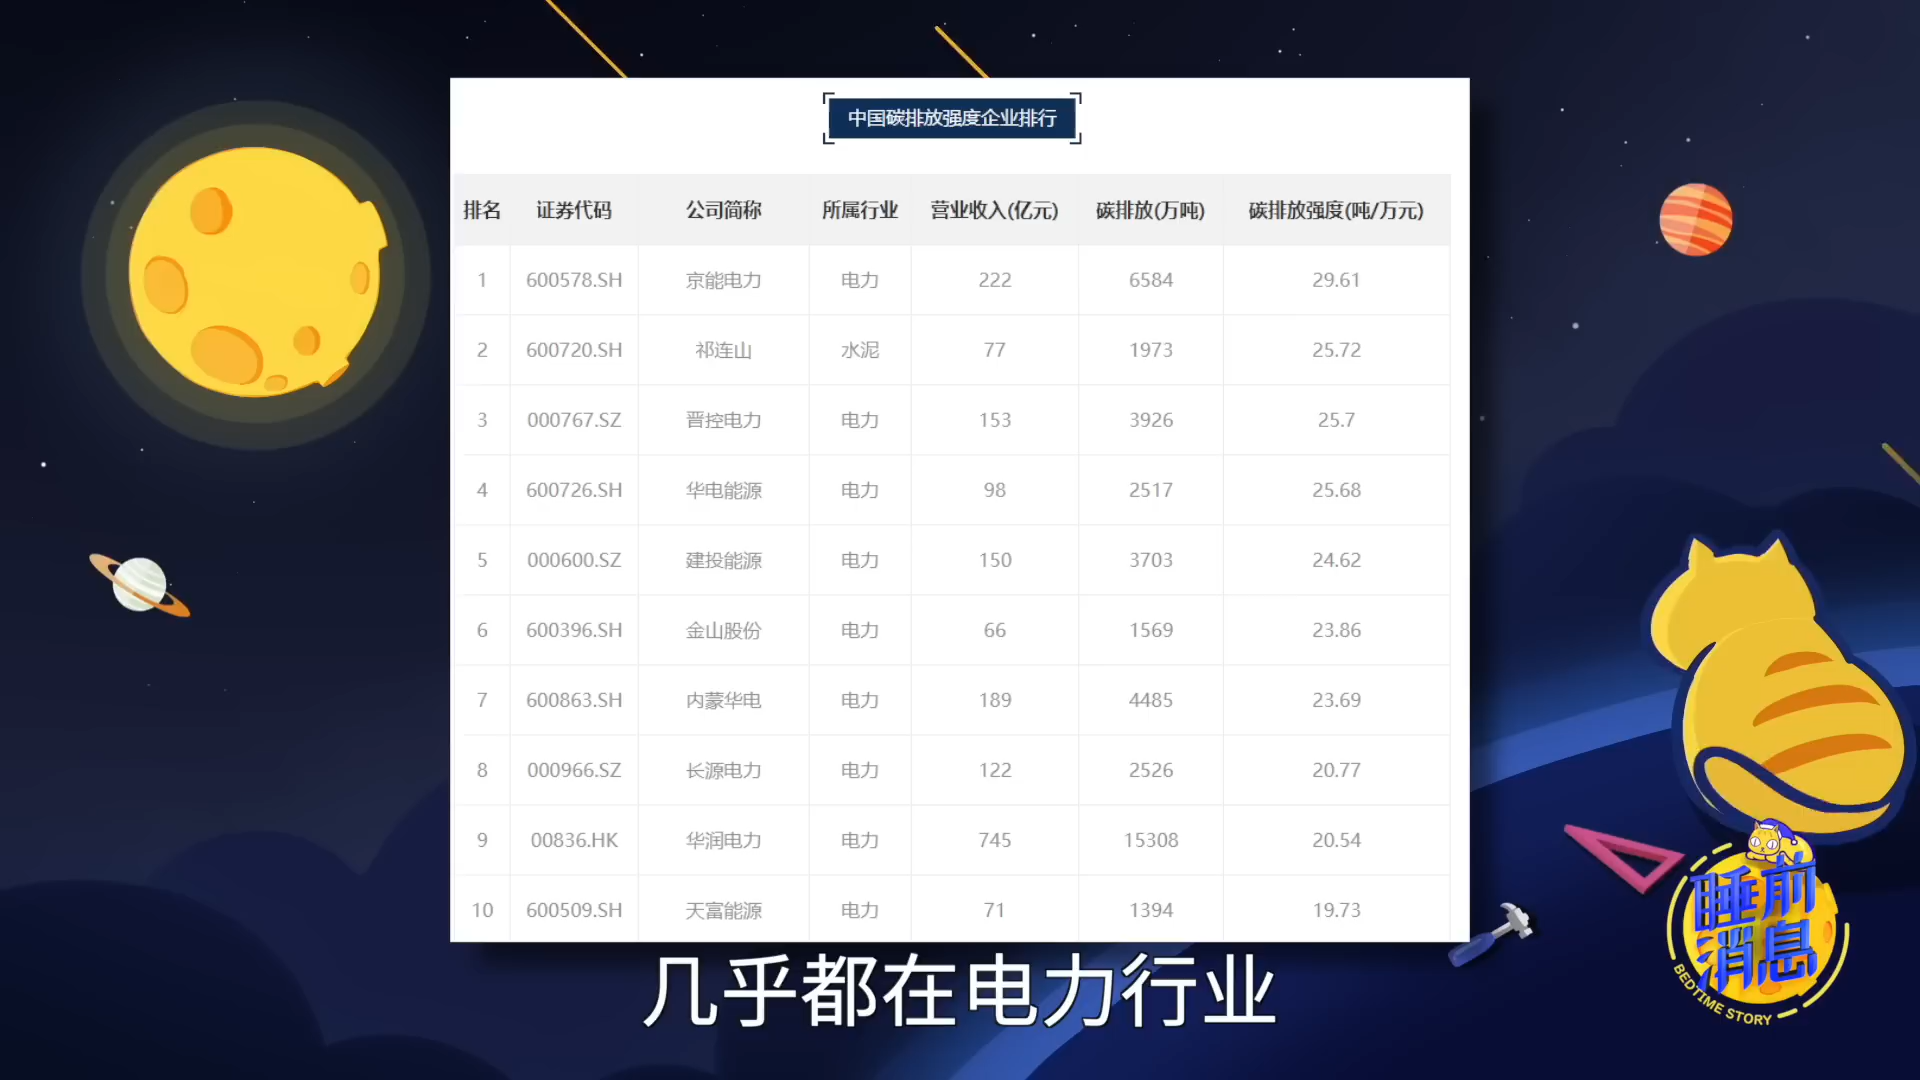 中国碳排放强度企业排行
排名 证券代码 公司简称 所属行业 营业收入(亿元) 碳排放(万吨) 碳排放强度(吨/万元)
1 600578.SH 京能电力 电力 222 6584 29.61
2 600720.SH 祁连山 水泥 77 1973 25.72
3 000767.SZ 晋控电力 电力 153 3926 25.7
4 600726.SH 华电能源 电力 98 2517 25.68
5 000600.SZ 建投能源 电力 150 3703 24.62
6 600396.SH 金山股份 电力 66 1569 23.86
7 600863.SH 内蒙华电 电力 189 4485 23.69
8 000966.SZ 长源电力 电力 122 2526 20.77
9 00836.HK 华润电力 电力 745 15308 20.54
10 600509.SH 天富能源 电力 71 1394 19.73
几乎都在电力行业
睡前
消息
BEDTIME STORY